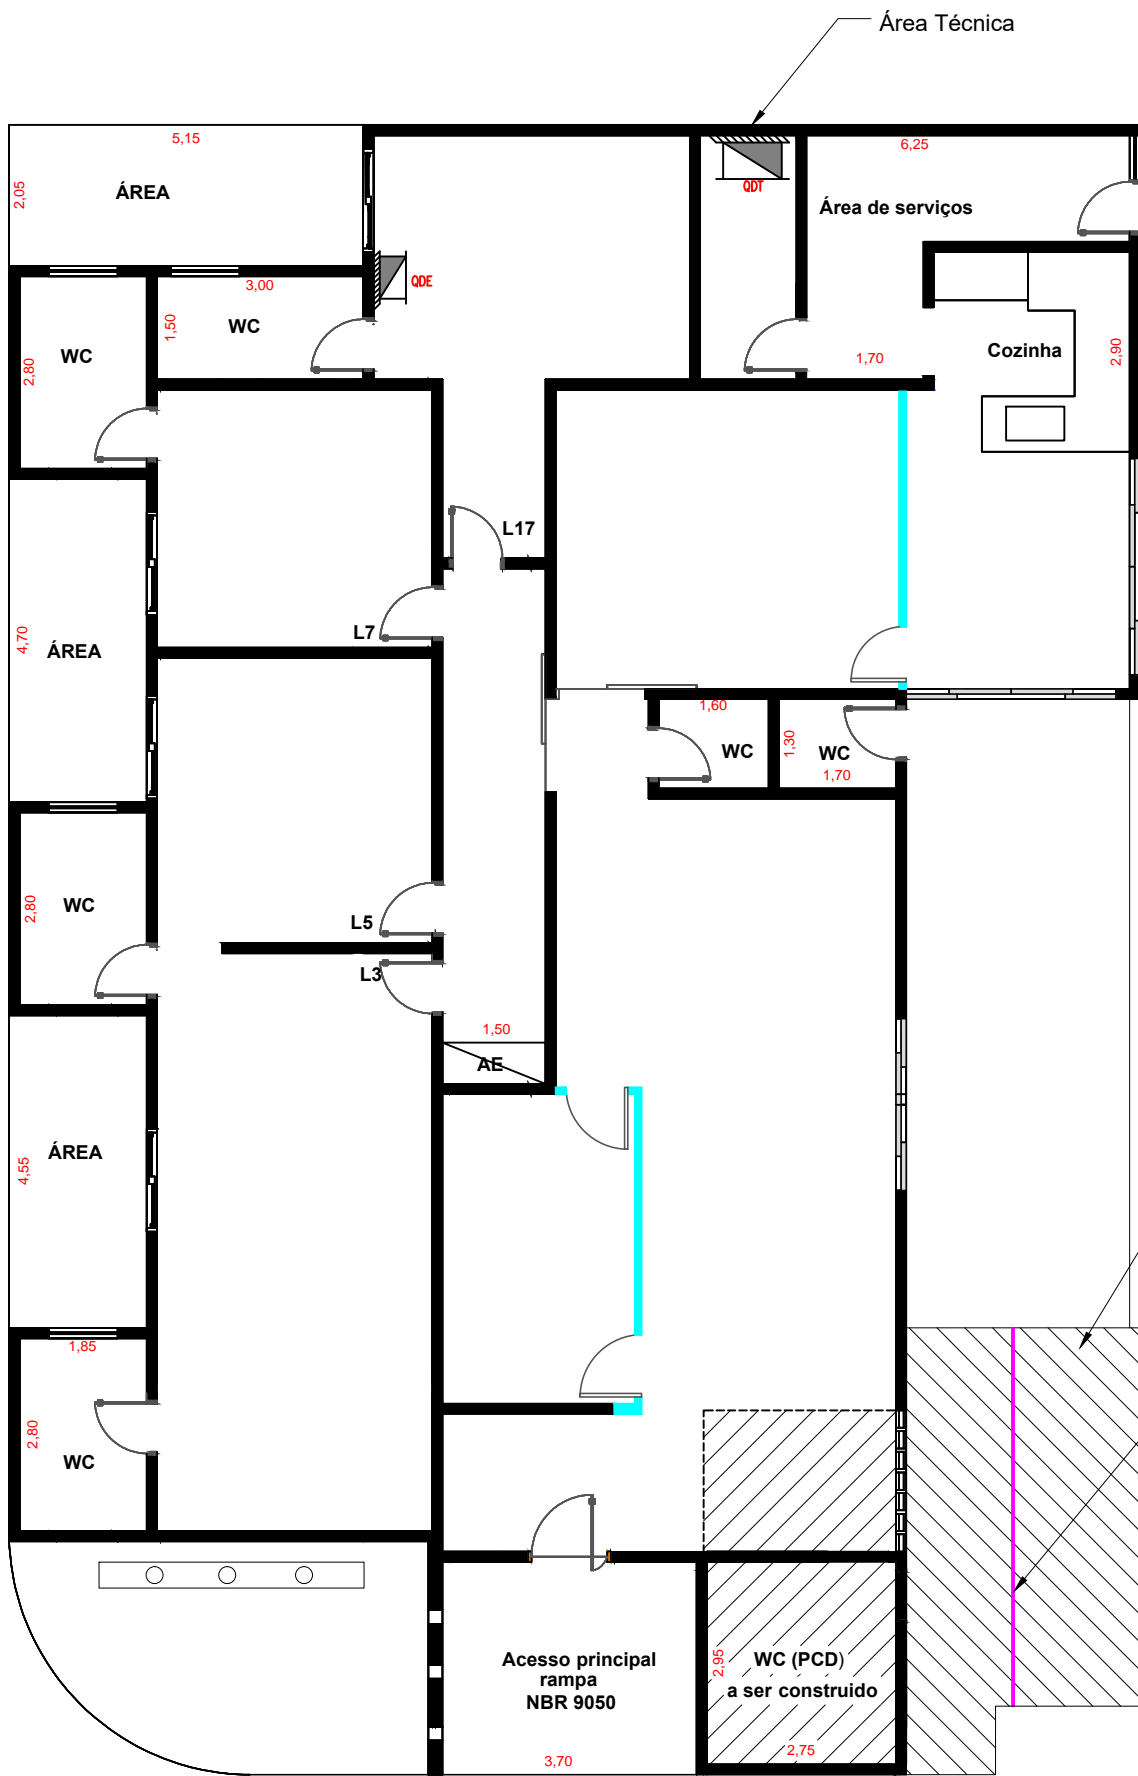 Área Técnica
5,15
6,25
2,05
ÁREA
QDT
Área de serviços
QDE
3,00
1,50
WC
WC
2,80
Cozinha
2,90
1,70
L17
L7
4,70
ÁREA
1,60
WC
1,30
WC
1,70
WC
2,80
L5
L3
1,50
AE
ÁREA
4,55
1,85
2,80
WC
Acesso principal
rampa
NBR 9050
2,95
WC (PCD)
a ser construido
3,70
2,75